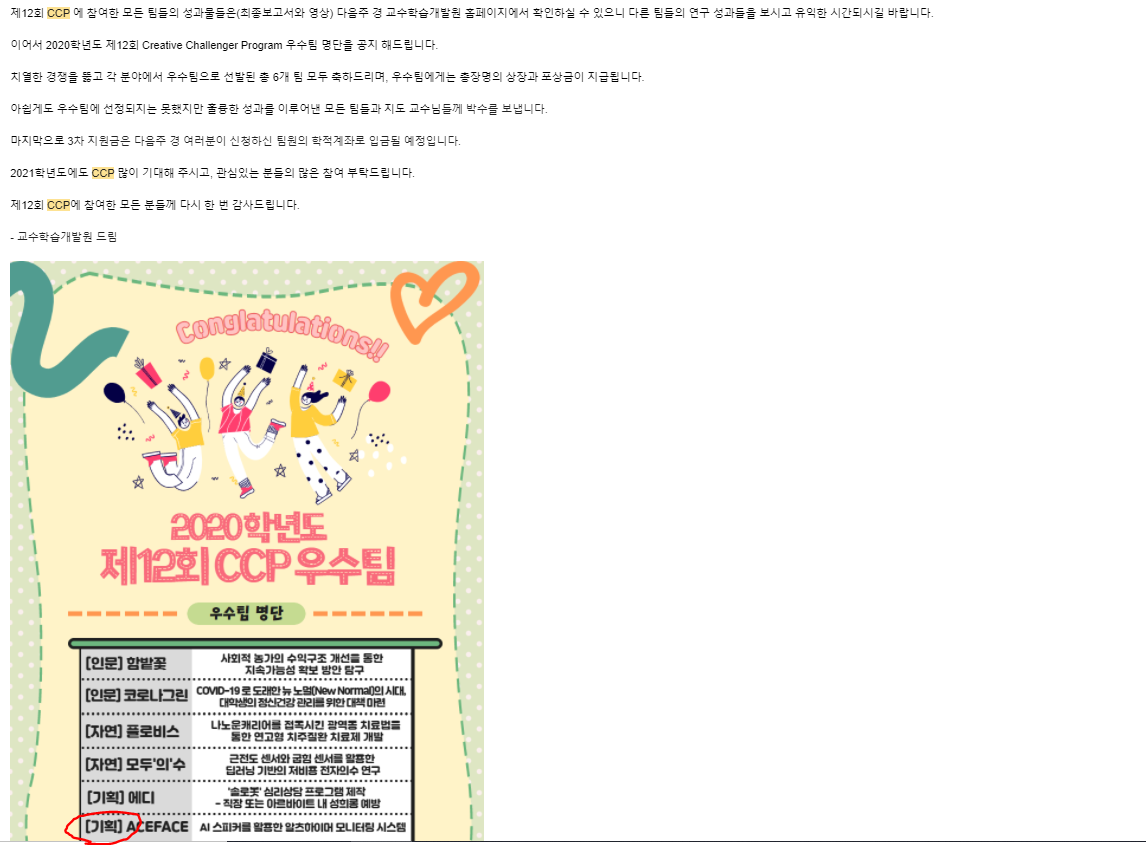 제12회 CCP 에 참여한 모든 팀들의 성과물들은(최종보고서와 영상) 다음주 경 교수학습개발원 홈페이지에서 확인하실 수 있으니 다른 팀들의 연구 성과들을 보시고 유익한 시간되시길 바랍니다.
이어서 2020학년도 제12회 Creative Challenger Program 우수팀 명단을 공지 해드립니다.
치열한 경쟁을 뚫고 각 분야에서 우수팀으로 선발된 총 6개 팀 모두 축하드리며, 우수팀에게는 총장명의 상장과 포상금이 지급됩니다.
아쉽게도 우수팀에 선정되지는 못했지만 훌륭한 성과를 이루어낸 모든 팀들과 지도 교수님들께 박수를 보냅니다.
마지막으로 3차 지원금은 다음주 경 여러분이 신청하신 팀원의 학적계좌로 입금될 예정입니다.
2021학년도에도 CCP 많이 기대해 주시고, 관심있는 분들의 많은 참여 부탁드립니다.
제12회 CCP에 참여한 모든 분들께 다시 한 번 감사드립니다.
- 교수학습개발원 드림
Conglatulations!!
2020학년도
제12회 CCP 우수팀
우수팀 명단
[인문] 함밭꽃
사회적 농가의 수익구조 개선을 통한
지속가능성 확보 방안 탐구
[인문] 코로나그린
COVID-19 로 도래한 뉴 노멀(New Normal)의 시대,
대학생의 정신건강 관리를 위한 대책 마련
[자연] 플로비스
나노운캐리어를 접목시킨 광역동 치료법을
통한 연고형 치주질환 치료제 개발
[자연] 모두'의'수
근전도 센서와 굽힘 센서를 활용한
딥러닝 기반의 저비용 전자의수 연구
[기획] 에디
'솔로봇' 심리상담 프로그램 제작
- 직장 또는 아르바이트 내 성희롱 예방
[기획] ACEFACE
AI 스피커를 활용한 알츠하이머 모니터링 시스템